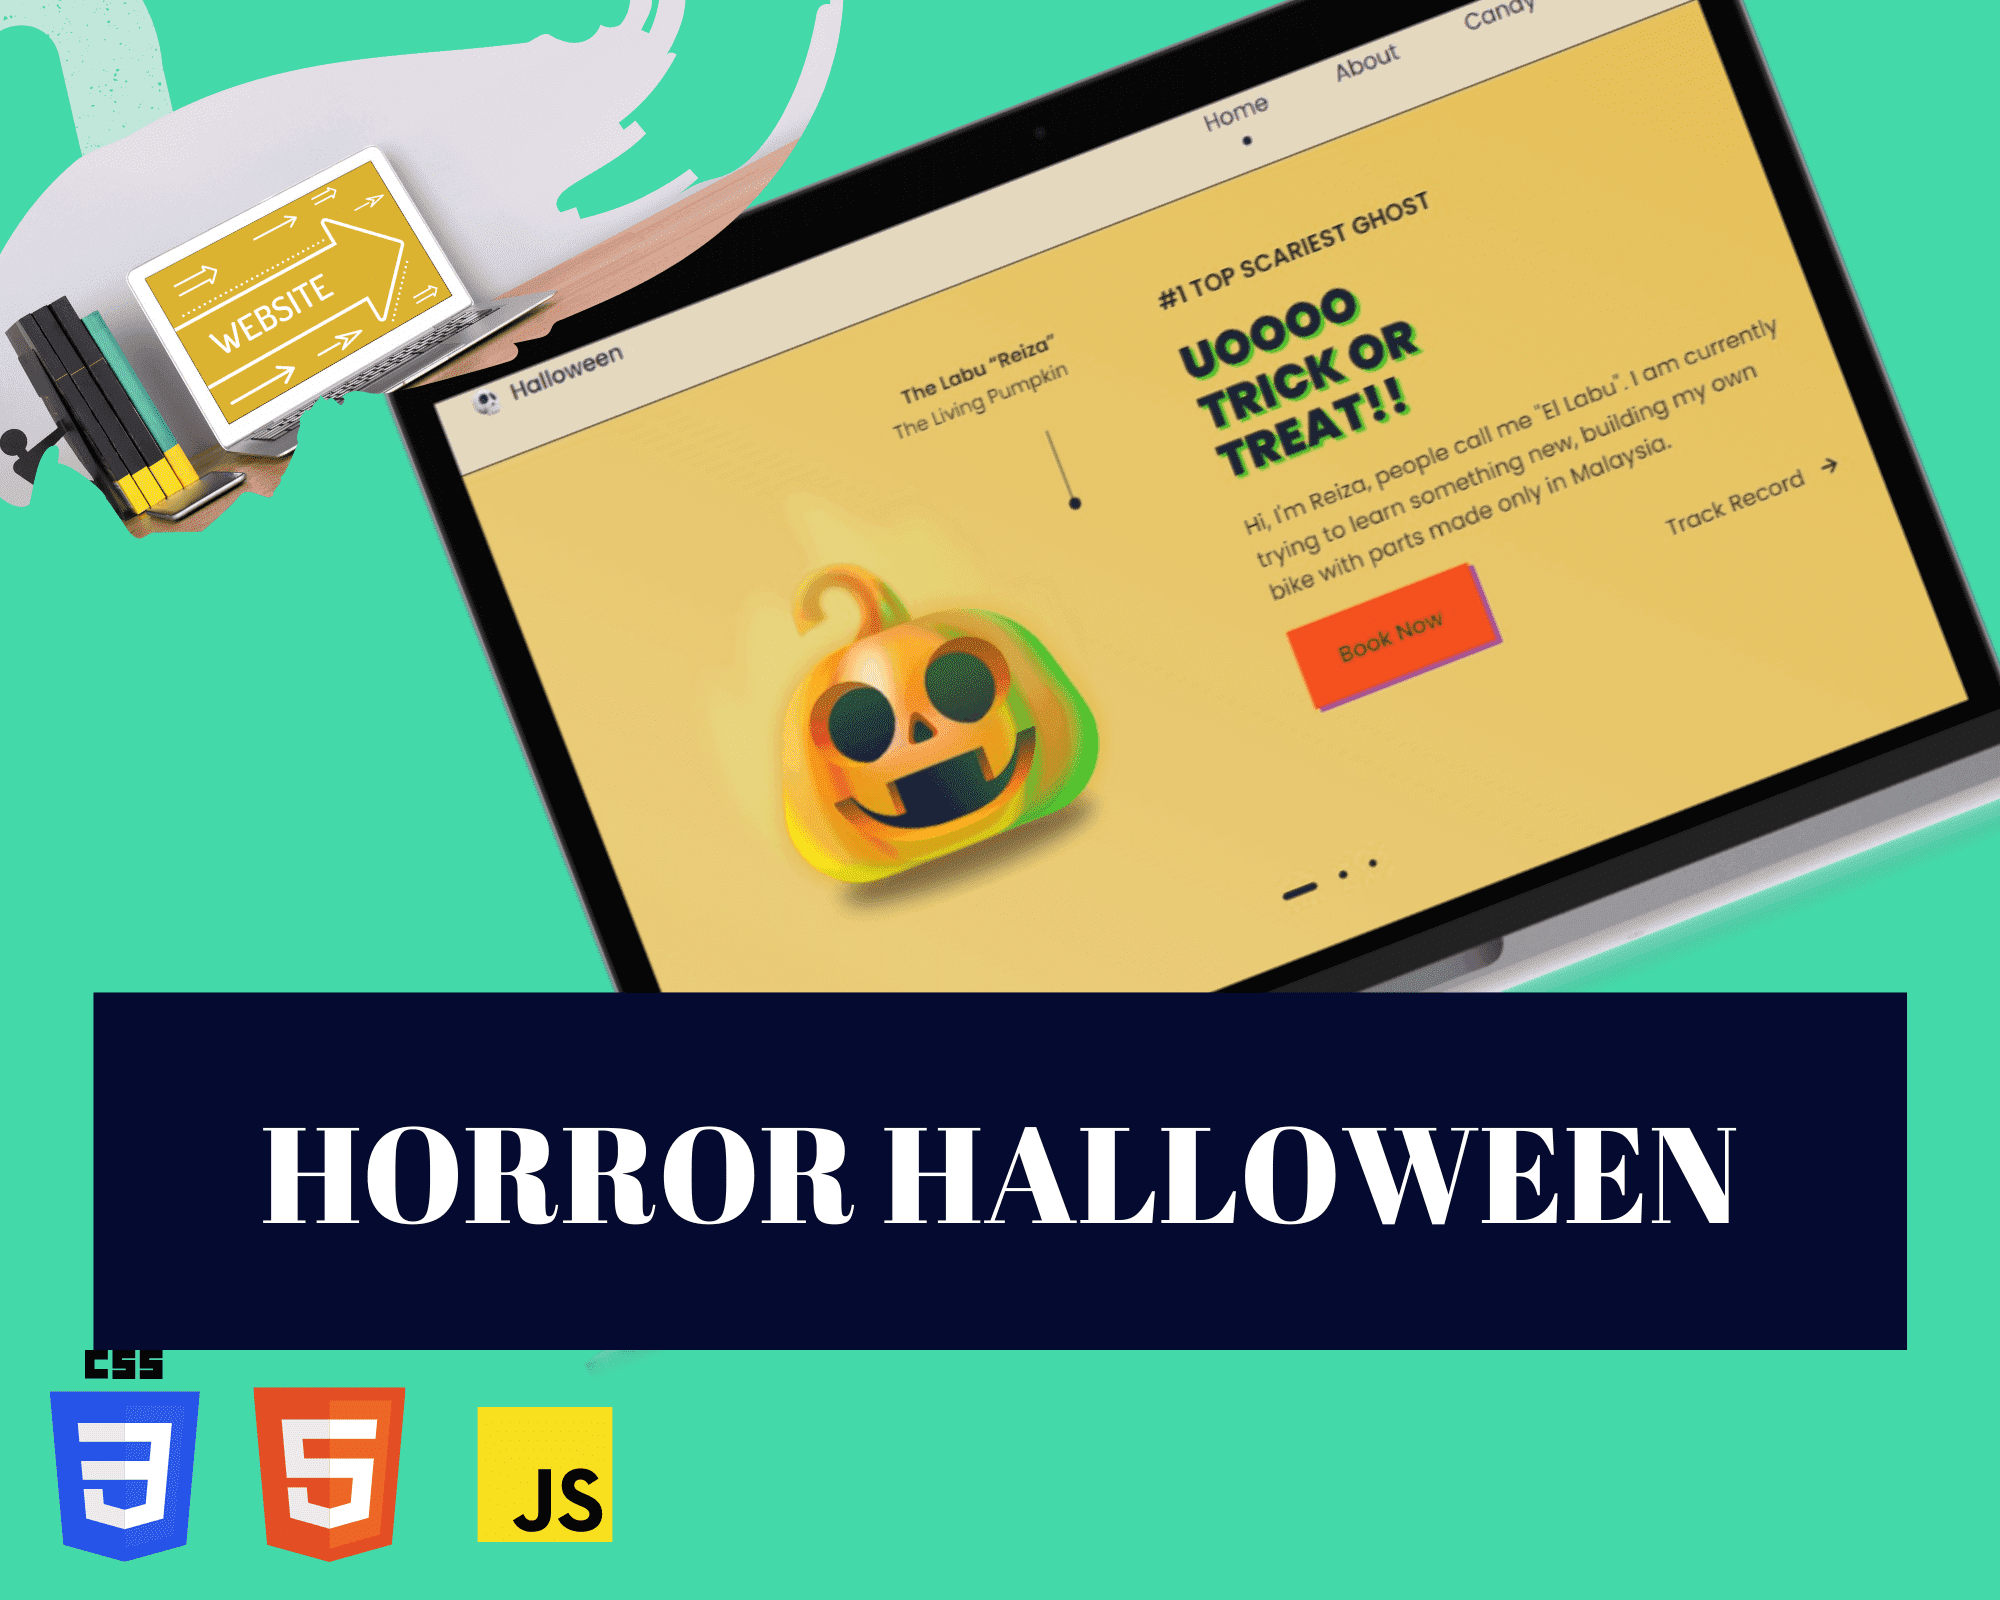 WEBSITE
Halloween
Home
About
Candy
The Labu “Reiza”
The Living Pumpkin
#1 TOP SCARIEST GHOST
UOOOO
TRICK OR
TREAT!!
Hi, I'm Reiza, people call me "El Labu". I am currently
trying to learn something new, building my own
bike with parts made only in Malaysia.
Book Now
Track Record →
HORROR HALLOWEEN
CSS
3
5
JS